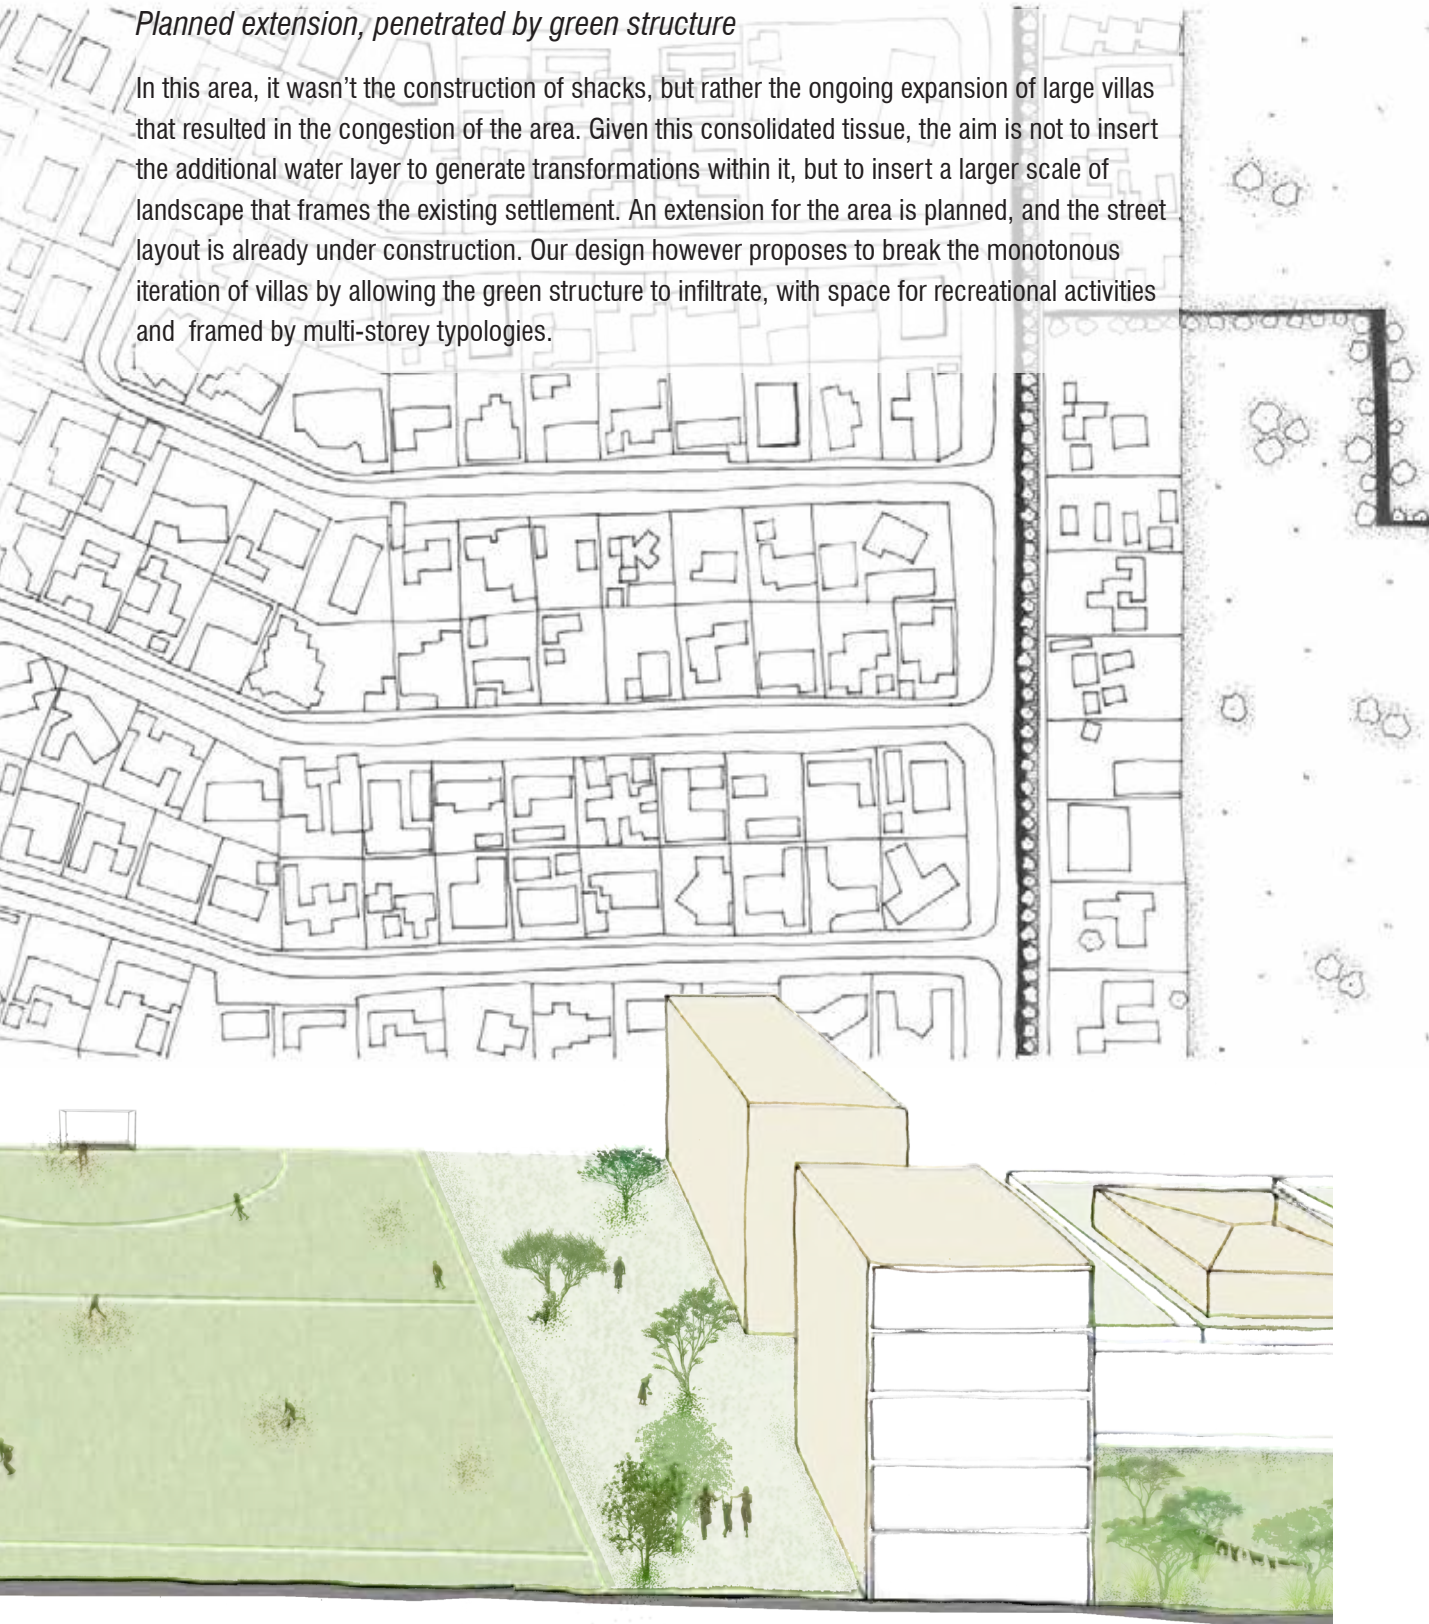 Planned extension, penetrated by green structure
In this area, it wasn’t the construction of shacks, but rather the ongoing expansion of large villas
that resulted in the congestion of the area. Given this consolidated tissue, the aim is not to insert
the additional water layer to generate transformations within it, but to insert a larger scale of
landscape that frames the existing settlement. An extension for the area is planned, and the street
layout is already under construction. Our design however proposes to break the monotonous
iteration of villas by allowing the green structure to infiltrate, with space for recreational activities
and  framed by multi-storey typologies.